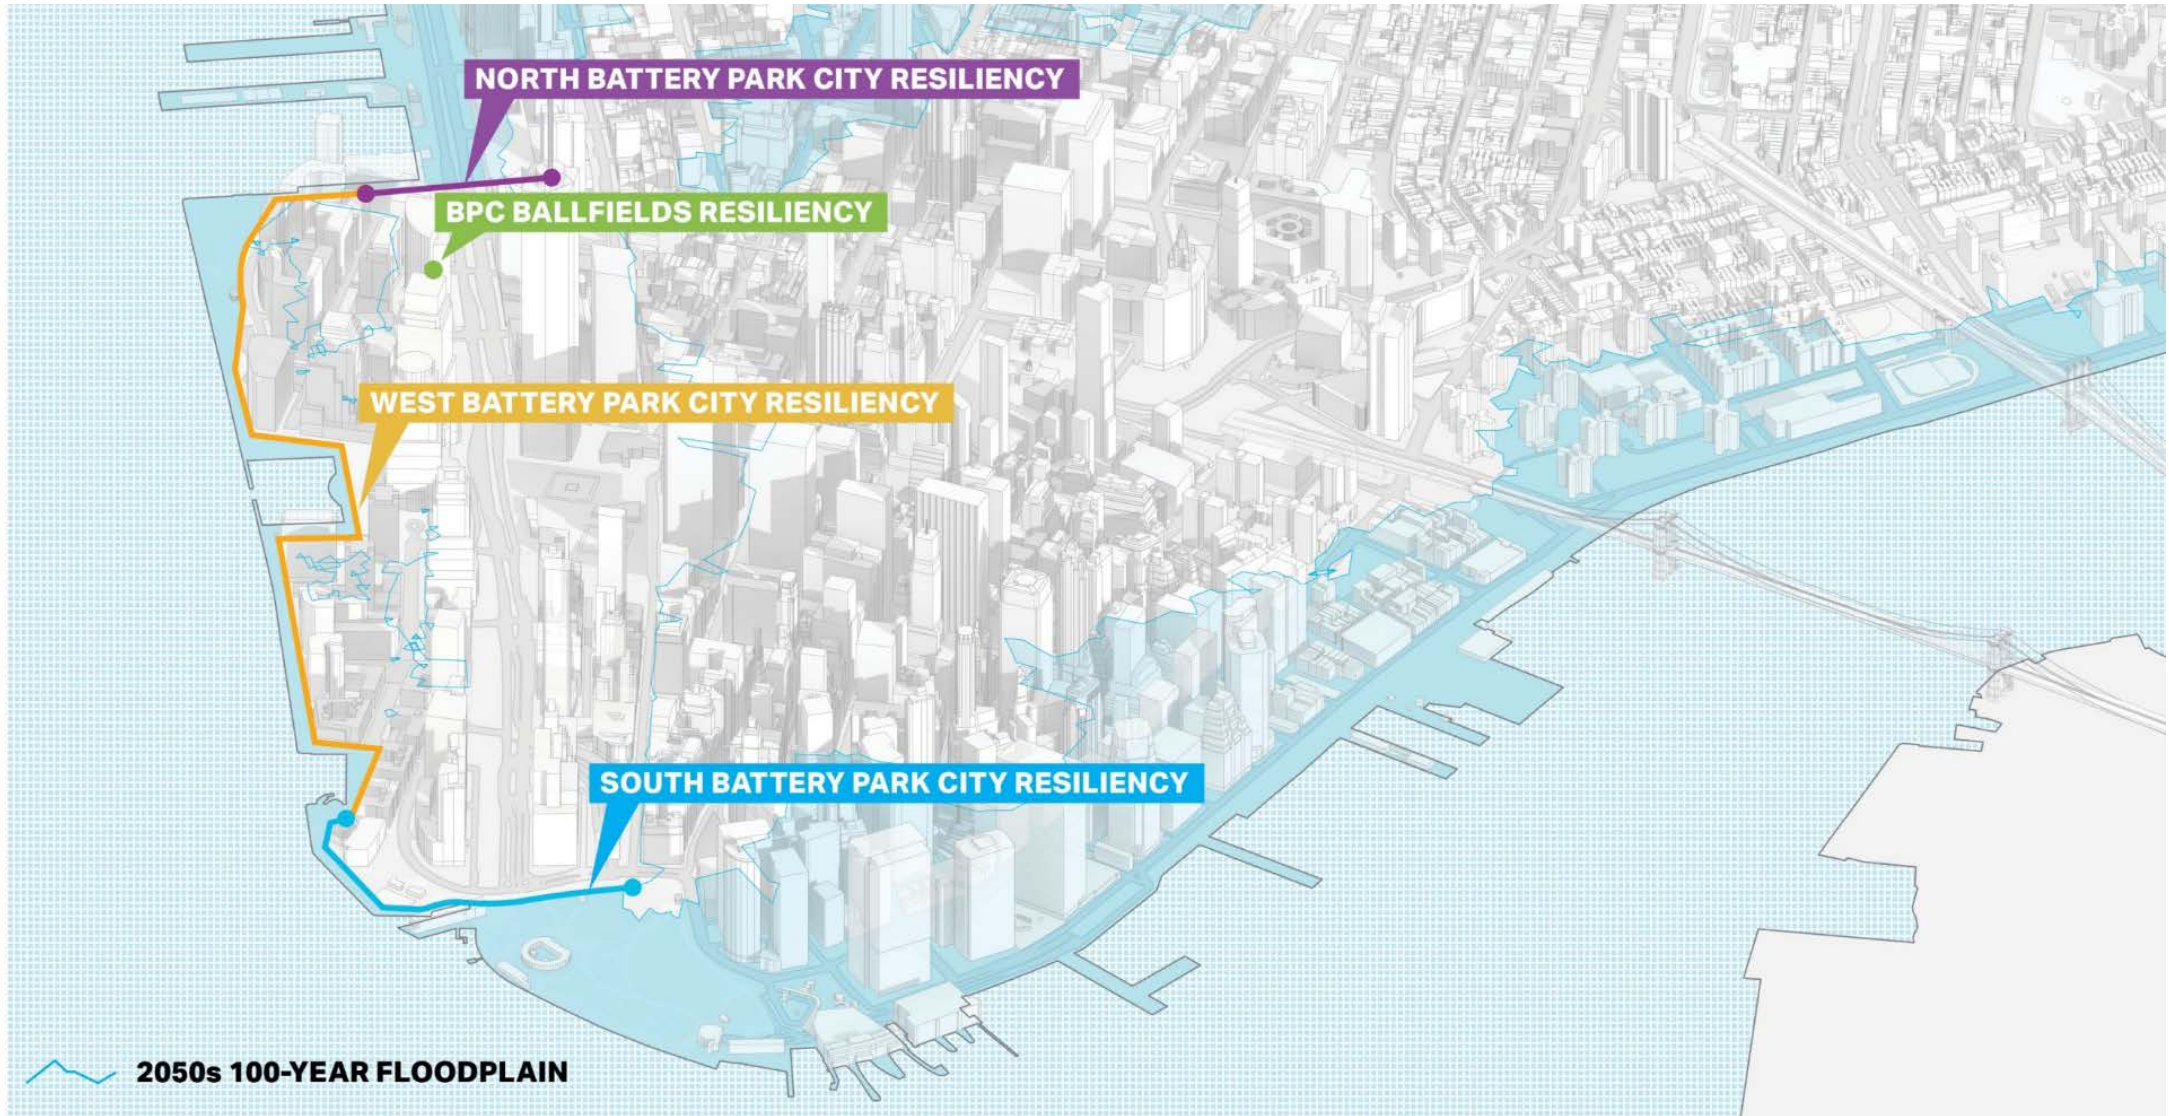 NORTH BATTERY PARK CITY RESILIENCY
BPC BALLFIELDS RESILIENCY
WEST BATTERY PARK CITY RESILIENCY
SOUTH BATTERY PARK CITY RESILIENCY
2050s 100-YEAR FLOODPLAIN